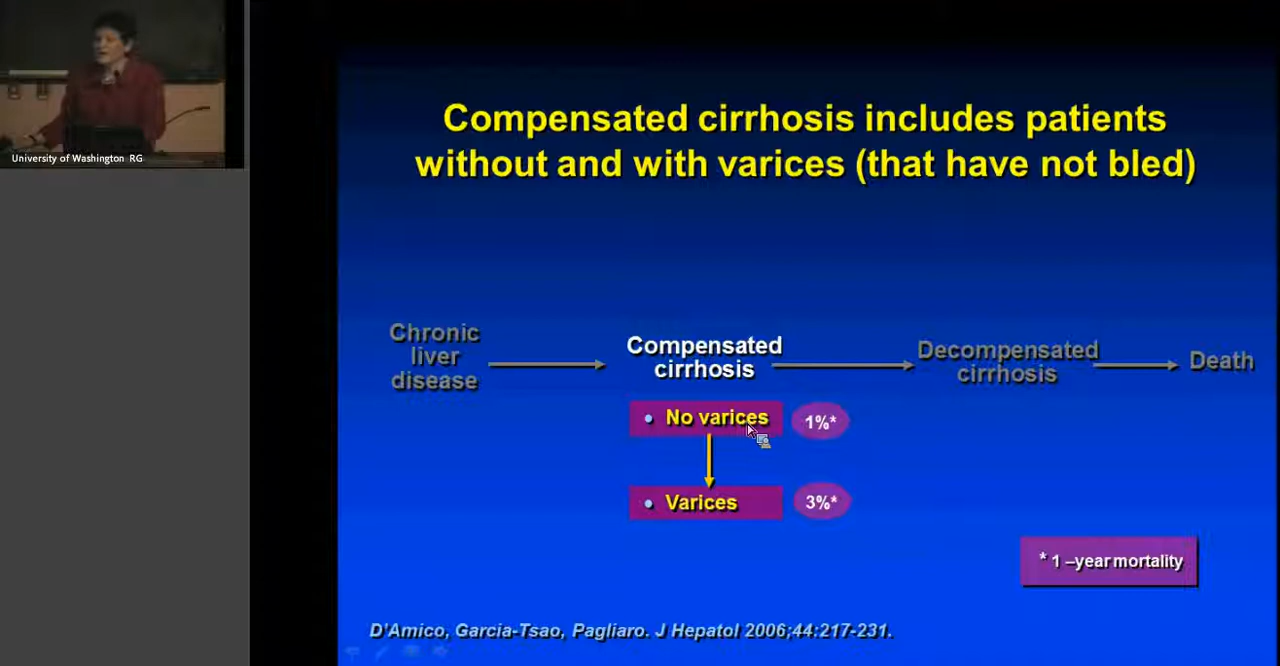 University of Washington RG
Compensated cirrhosis includes patients
without and with varices (that have not bled)
Chronic
liver
disease
Compensated
cirrhosis
Decompensated
cirrhosis
Death
• No varices
1%*
• Varices
3%*
* 1 –year mortality
D'Amico, Garcia-Tsao, Pagliaro. J Hepatol 2006;44:217-231.